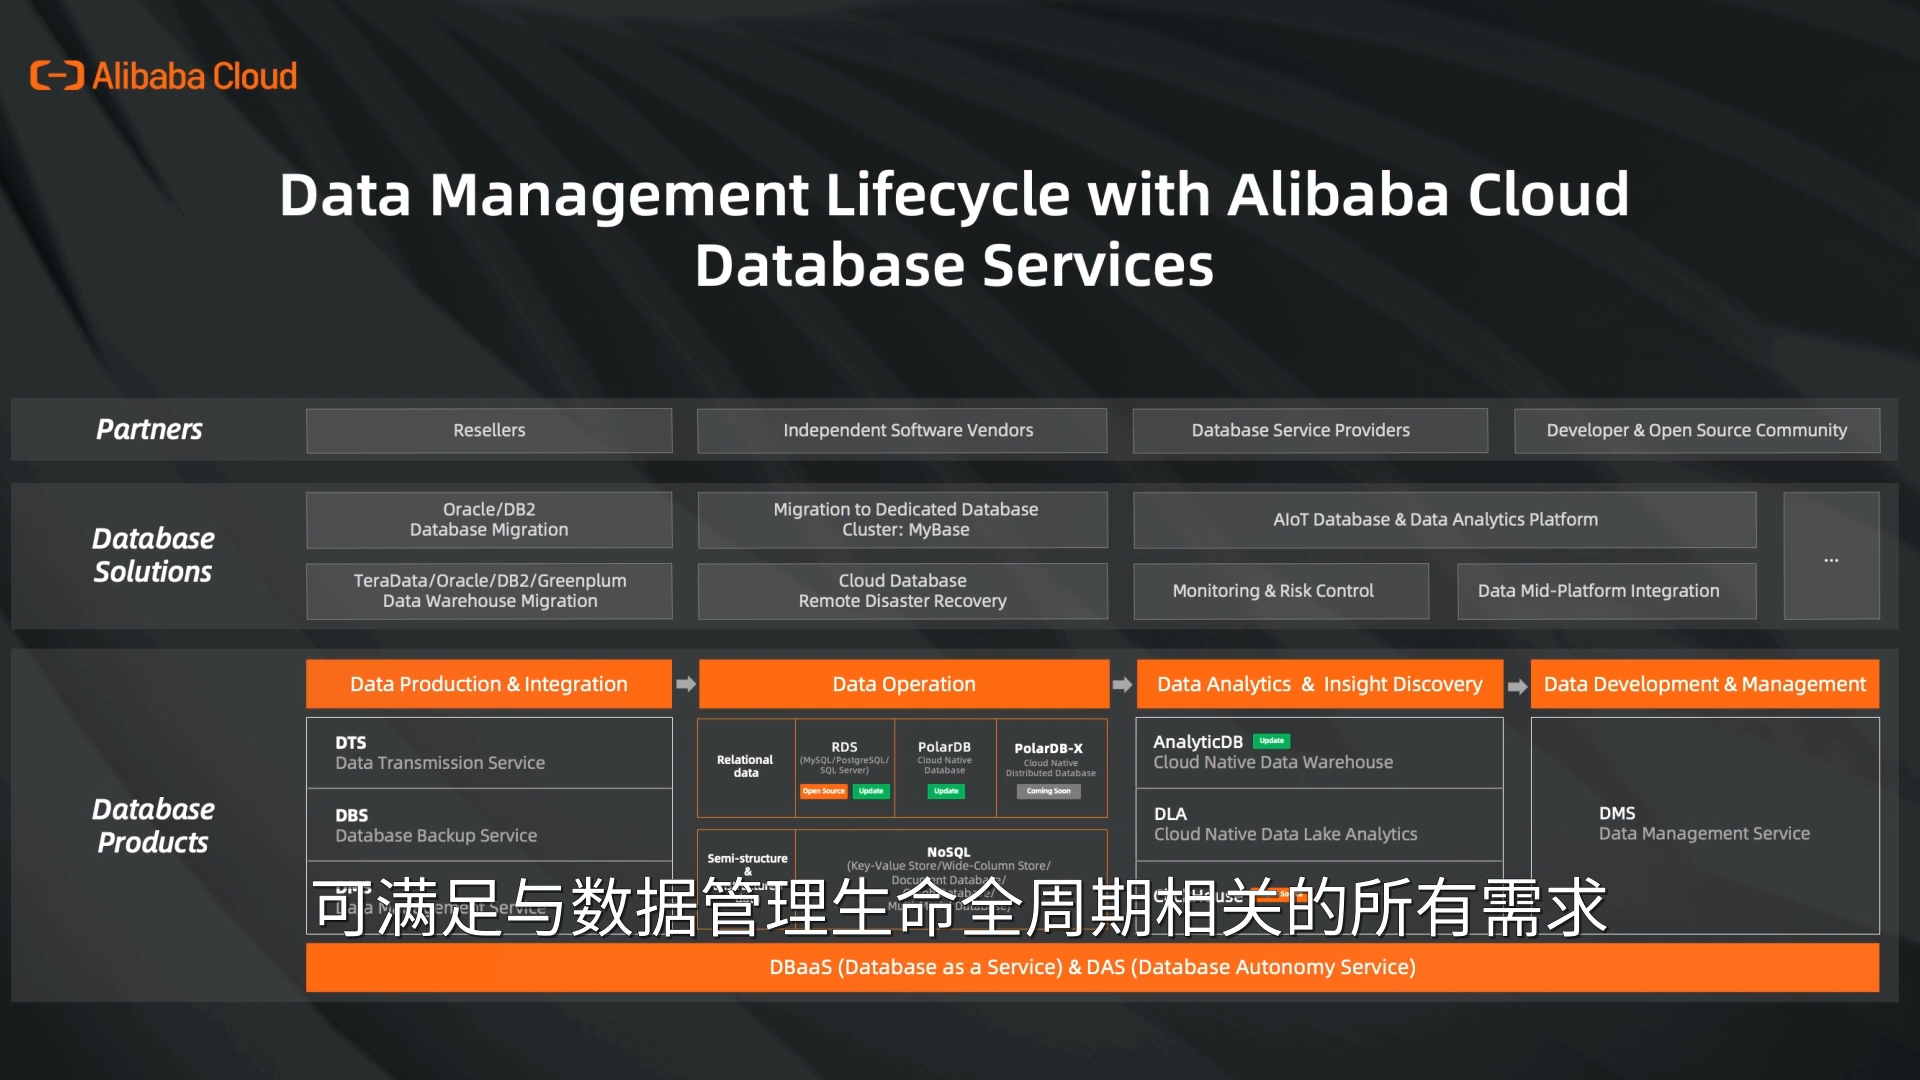 Alibaba Cloud
Data Management Lifecycle with Alibaba Cloud
Database Services
Partners
Resellers
Independent Software Vendors
Database Service Providers
Developer & Open Source Community
Database
Solutions
Oracle/DB2
Database Migration
Migration to Dedicated Database
Cluster: MyBase
AIoT Database & Data Analytics Platform
...
TeraData/Oracle/DB2/Greenplum
Data Warehouse Migration
Cloud Database
Remote Disaster Recovery
Monitoring & Risk Control
Data Mid-Platform Integration
Database
Products
Data Production & Integration
Data Operation
Data Analytics & Insight Discovery
Data Development & Management
DTS
Data Transmission Service
DBS
Database Backup Service
Data Management Service
Relational
data
RDS
(MySQL/PostgreSQL/
SQL Server)
Open Source
Update
PolarDB
Cloud Native
Database
Update
PolarDB-X
Cloud Native
Distributed Database
Coming Soon
Semi-structure
&
NoSQL
(Key-Value Store/Wide-Column Store/
Document Database/
AnalyticDB
Update
Cloud Native Data Warehouse
DLA
Cloud Native Data Lake Analytics
DMS
Data Management Service
可满足与数据管理生命全周期相关的所有需求
DBaaS (Database as a Service) & DAS (Database Autonomy Service)